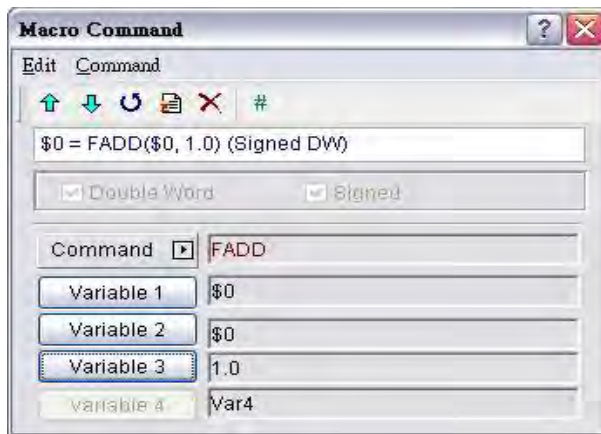 Macro Command
Edit Command
#
$0 = FADD($0, 1.0) (Signed DW)
Double Word Signed
Command FADD
Variable 1 $0
Variable 2 $0
Variable 3 1.0
Variable 4 Var4